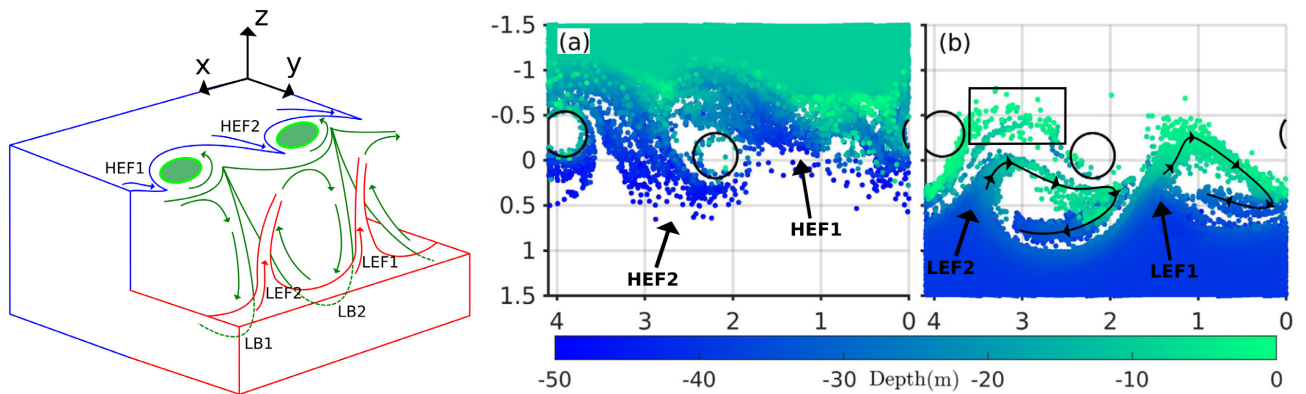 z
x
y
HEF2
HEF1
LEF1
LEF2
LB2
LB1
(a)
-1.5
-1
-0.5
0
0.5
1
1.5
HEF1
HEF2
4 3 2 1 0
(b)
LEF2
LEF1
4 3 2 1 0
-50 -40 -30 Depth(m) -20 -10 0